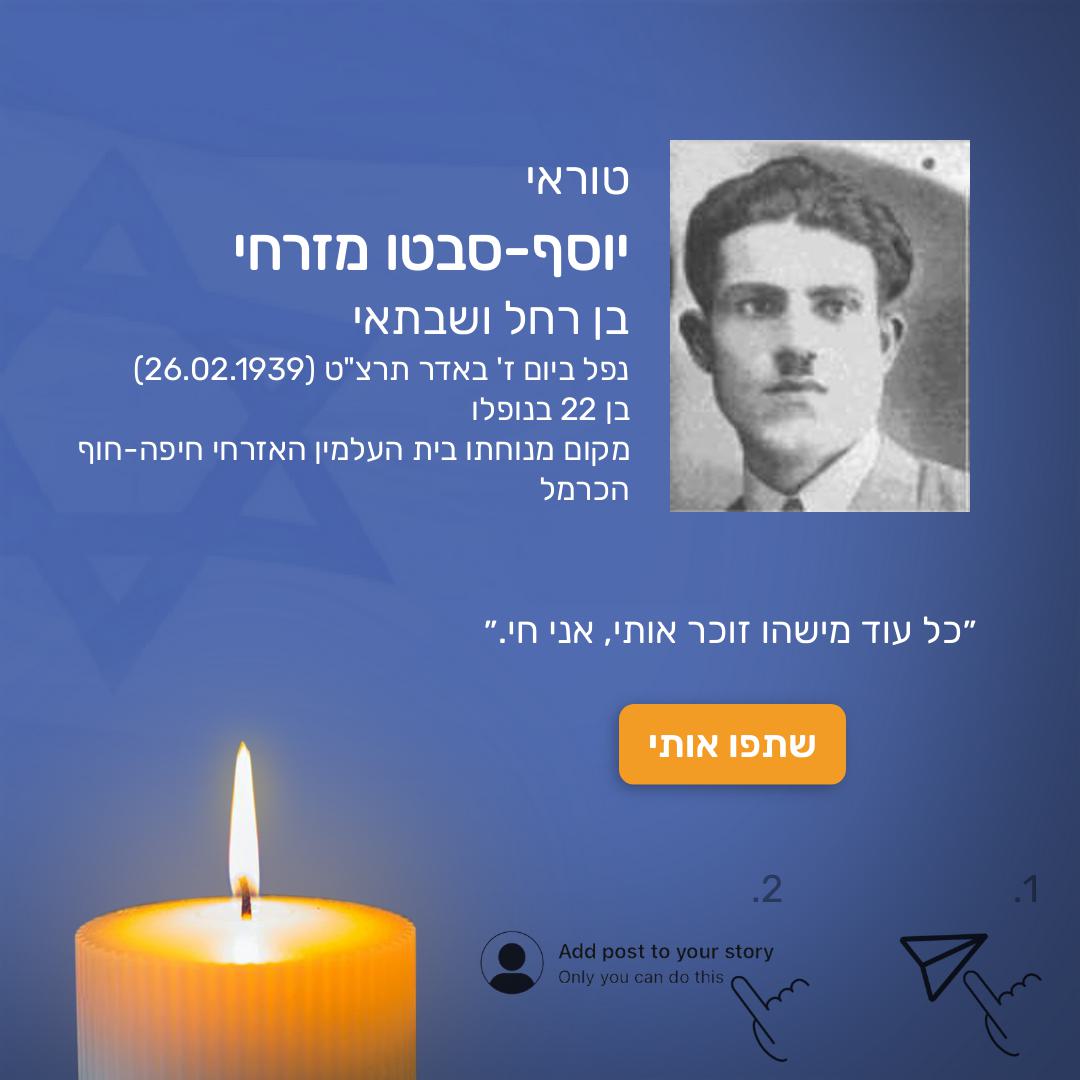 טוראי
יוסף-סבטו מזרחי
בן רחל ושבתאי
נפל ביום ז' באדר תרצ"ט (26.02.1939)
בן 22 בנופלו
מקום מנוחתו בית העלמין האזרחי חיפה-חוף
הכרמל
״כל עוד מישהו זוכר אותי, אני חי.״
שתפו אותי
1.
2.
Add post to your story
Only you can do this